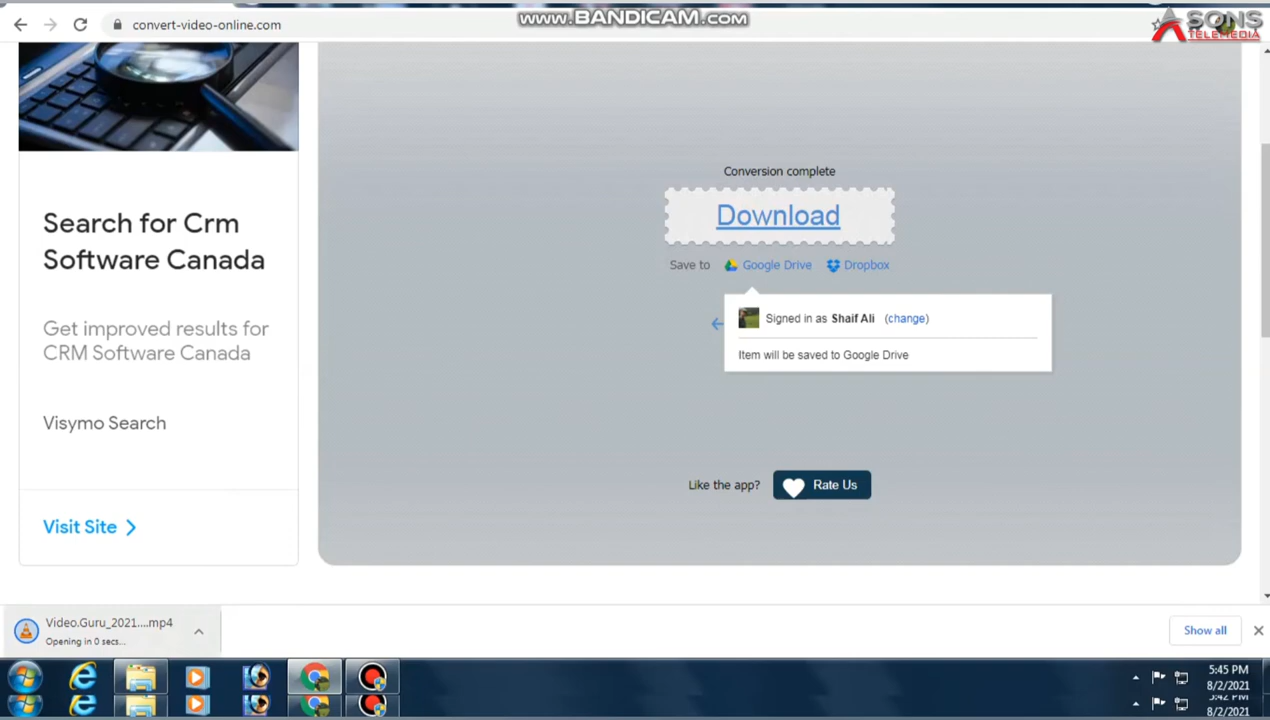 www.BANDICAM.com
convert-video-online.com
SONS
TELEMEDIA
Conversion complete
Download
Save to Google Drive Dropbox
Signed in as Shaif Ali (change)
Item will be saved to Google Drive
Search for Crm
Software Canada
Get improved results for
CRM Software Canada
Visymo Search
Visit Site
Like the app? Rate Us
Video.Guru_2021....mp4
Opening in 0 secs...
Show all
5:45 PM
8/2/2021
8/2/2021